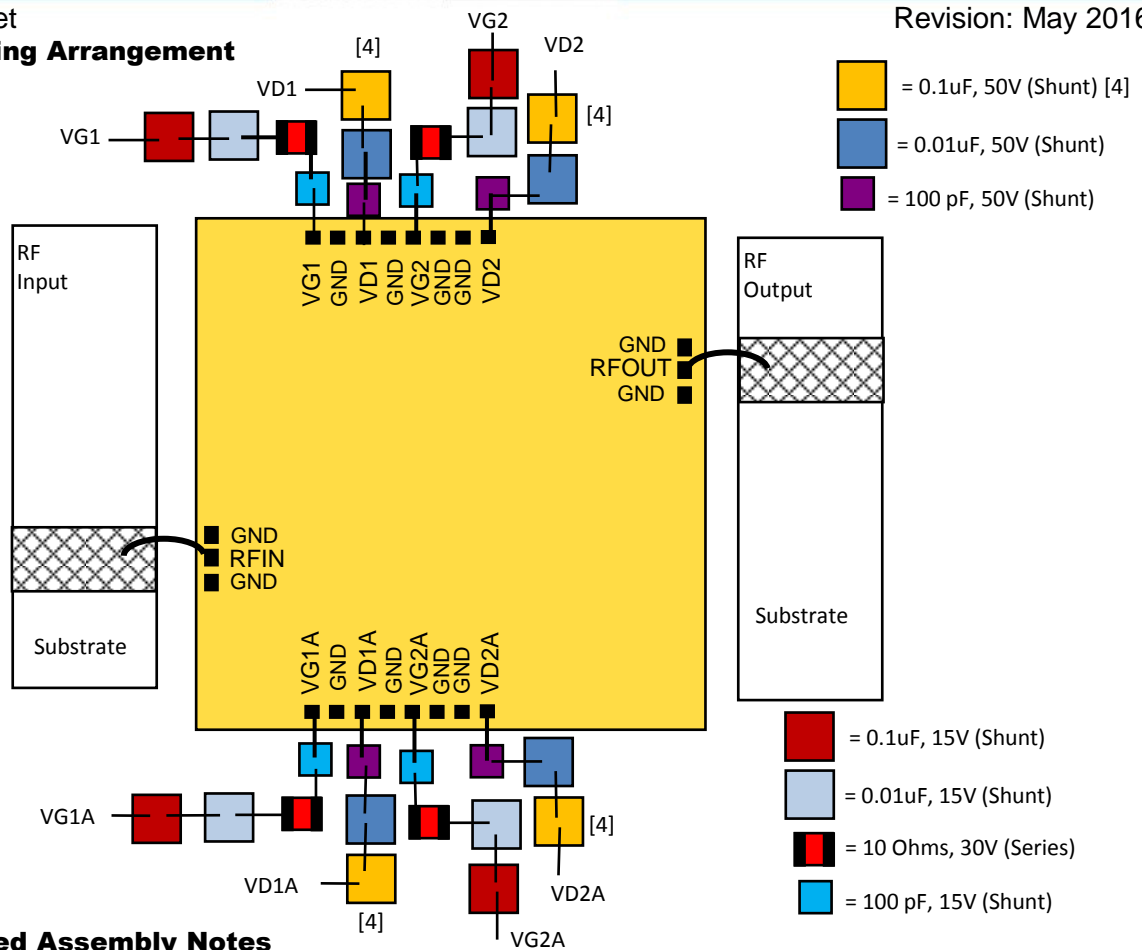 et
Revision: May 2016
ing Arrangement
VG2
[4]
VD2
VD1
[4]
VG1
= 0.1uF, 50V (Shunt) [4]
= 0.01uF, 50V (Shunt)
= 100 pF, 50V (Shunt)
RF
Input
VG1
GND
VD1
GND
VG2
GND
GND
VD2
RF
Output
GND
RFOUT
GND
GND
RFIN
GND
Substrate
Substrate
VG1A
GND
VD1A
GND
VG2A
GND
GND
VD2A
= 0.1uF, 15V (Shunt)
= 0.01uF, 15V (Shunt)
= 10 Ohms, 30V (Series)
= 100 pF, 15V (Shunt)
VG1A
[4]
VD1A
VD2A
[4]
VG2A
ed Assembly Notes